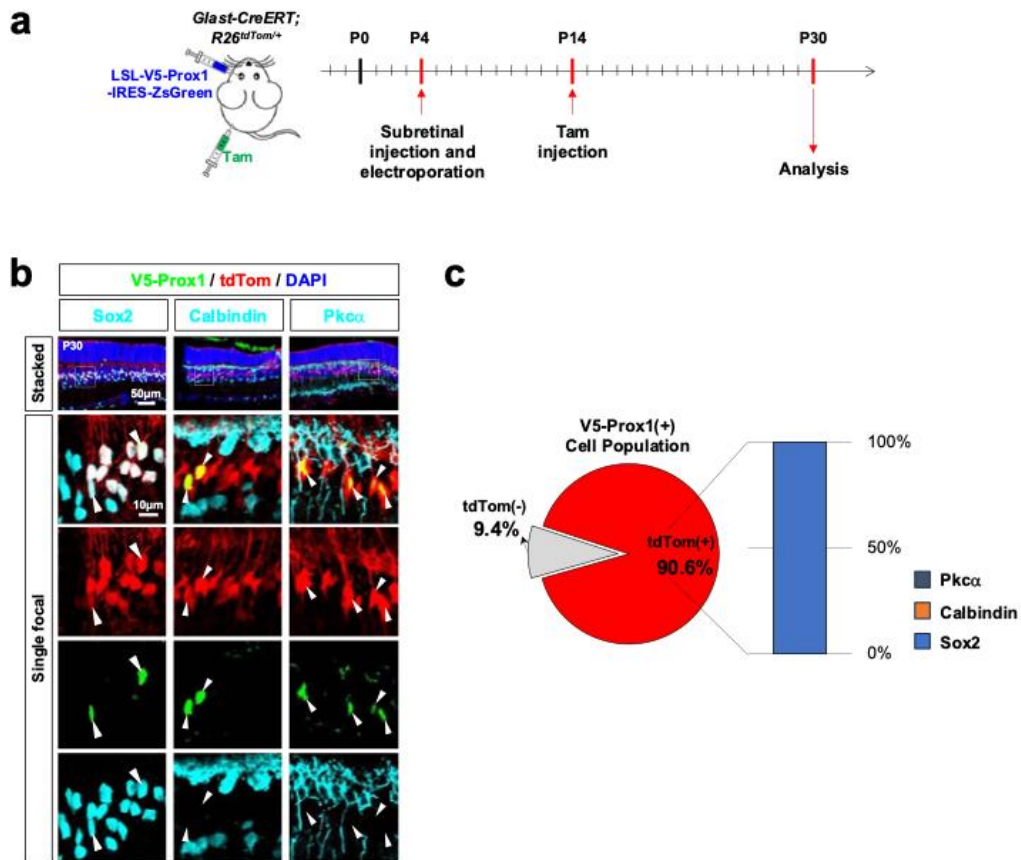 a
Glast-CreERT;
R26tdTom/+
LSL-V5-Prox1
-IRES-ZsGreen
Tam
P0 P4 P14 P30
Subretinal
injection and
electroporation
Tam
injection
Analysis
b
V5-Prox1 / tdTom / DAPI
Sox2 Calbindin Pkcα
Stacked
P30
50μm
Single focal
10μm
c
V5-Prox1(+)
Cell Population
tdTom(-)
9.4%
tdTom(+)
90.6%
100%
50%
0%
Pkcα
Calbindin
Sox2